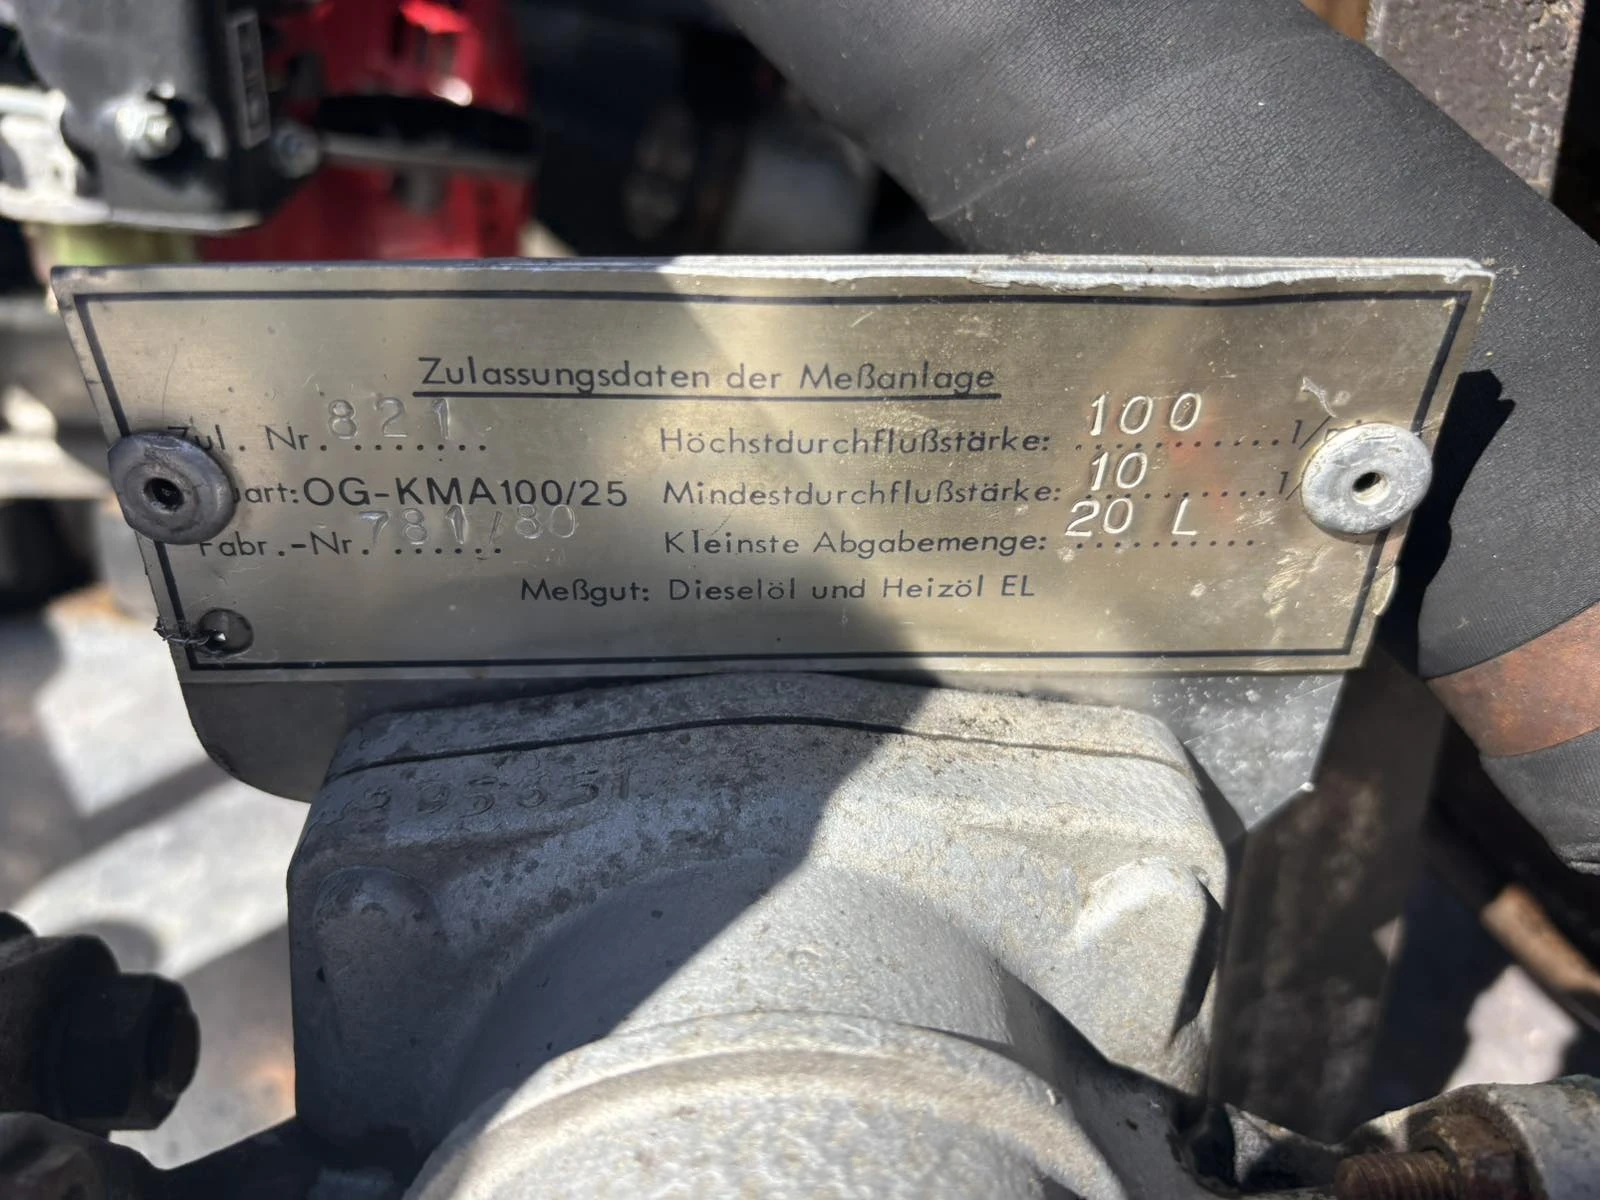 Zulassungsdaten der Meßanlage
Zul. Nr. 821 Höchstdurchflußstärke: 100 l/
OG-KMA100/25 Mindestdurchflußstärke: 10 l/
Fabr.-Nr. 781/80 Kleinste Abgabemenge: 20 L
Meßgut: Dieselöl und Heizöl EL